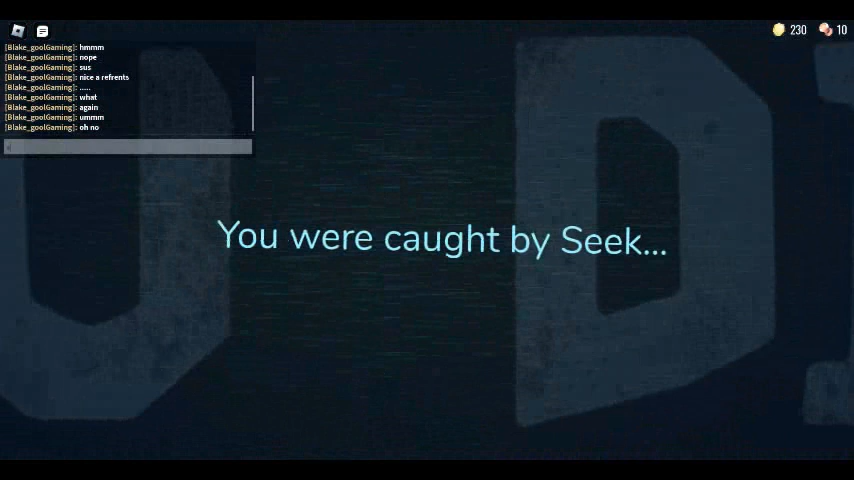 230
10
[Blake_goolGaming]: hmmm
[Blake_goolGaming]: nope
[Blake_goolGaming]: sus
[Blake_goolGaming]: nice a refrents
[Blake_goolGaming]: .....
[Blake_goolGaming]: what
[Blake_goolGaming]: again
[Blake_goolGaming]: ummm
[Blake_goolGaming]: oh no
U D
You were caught by Seek...